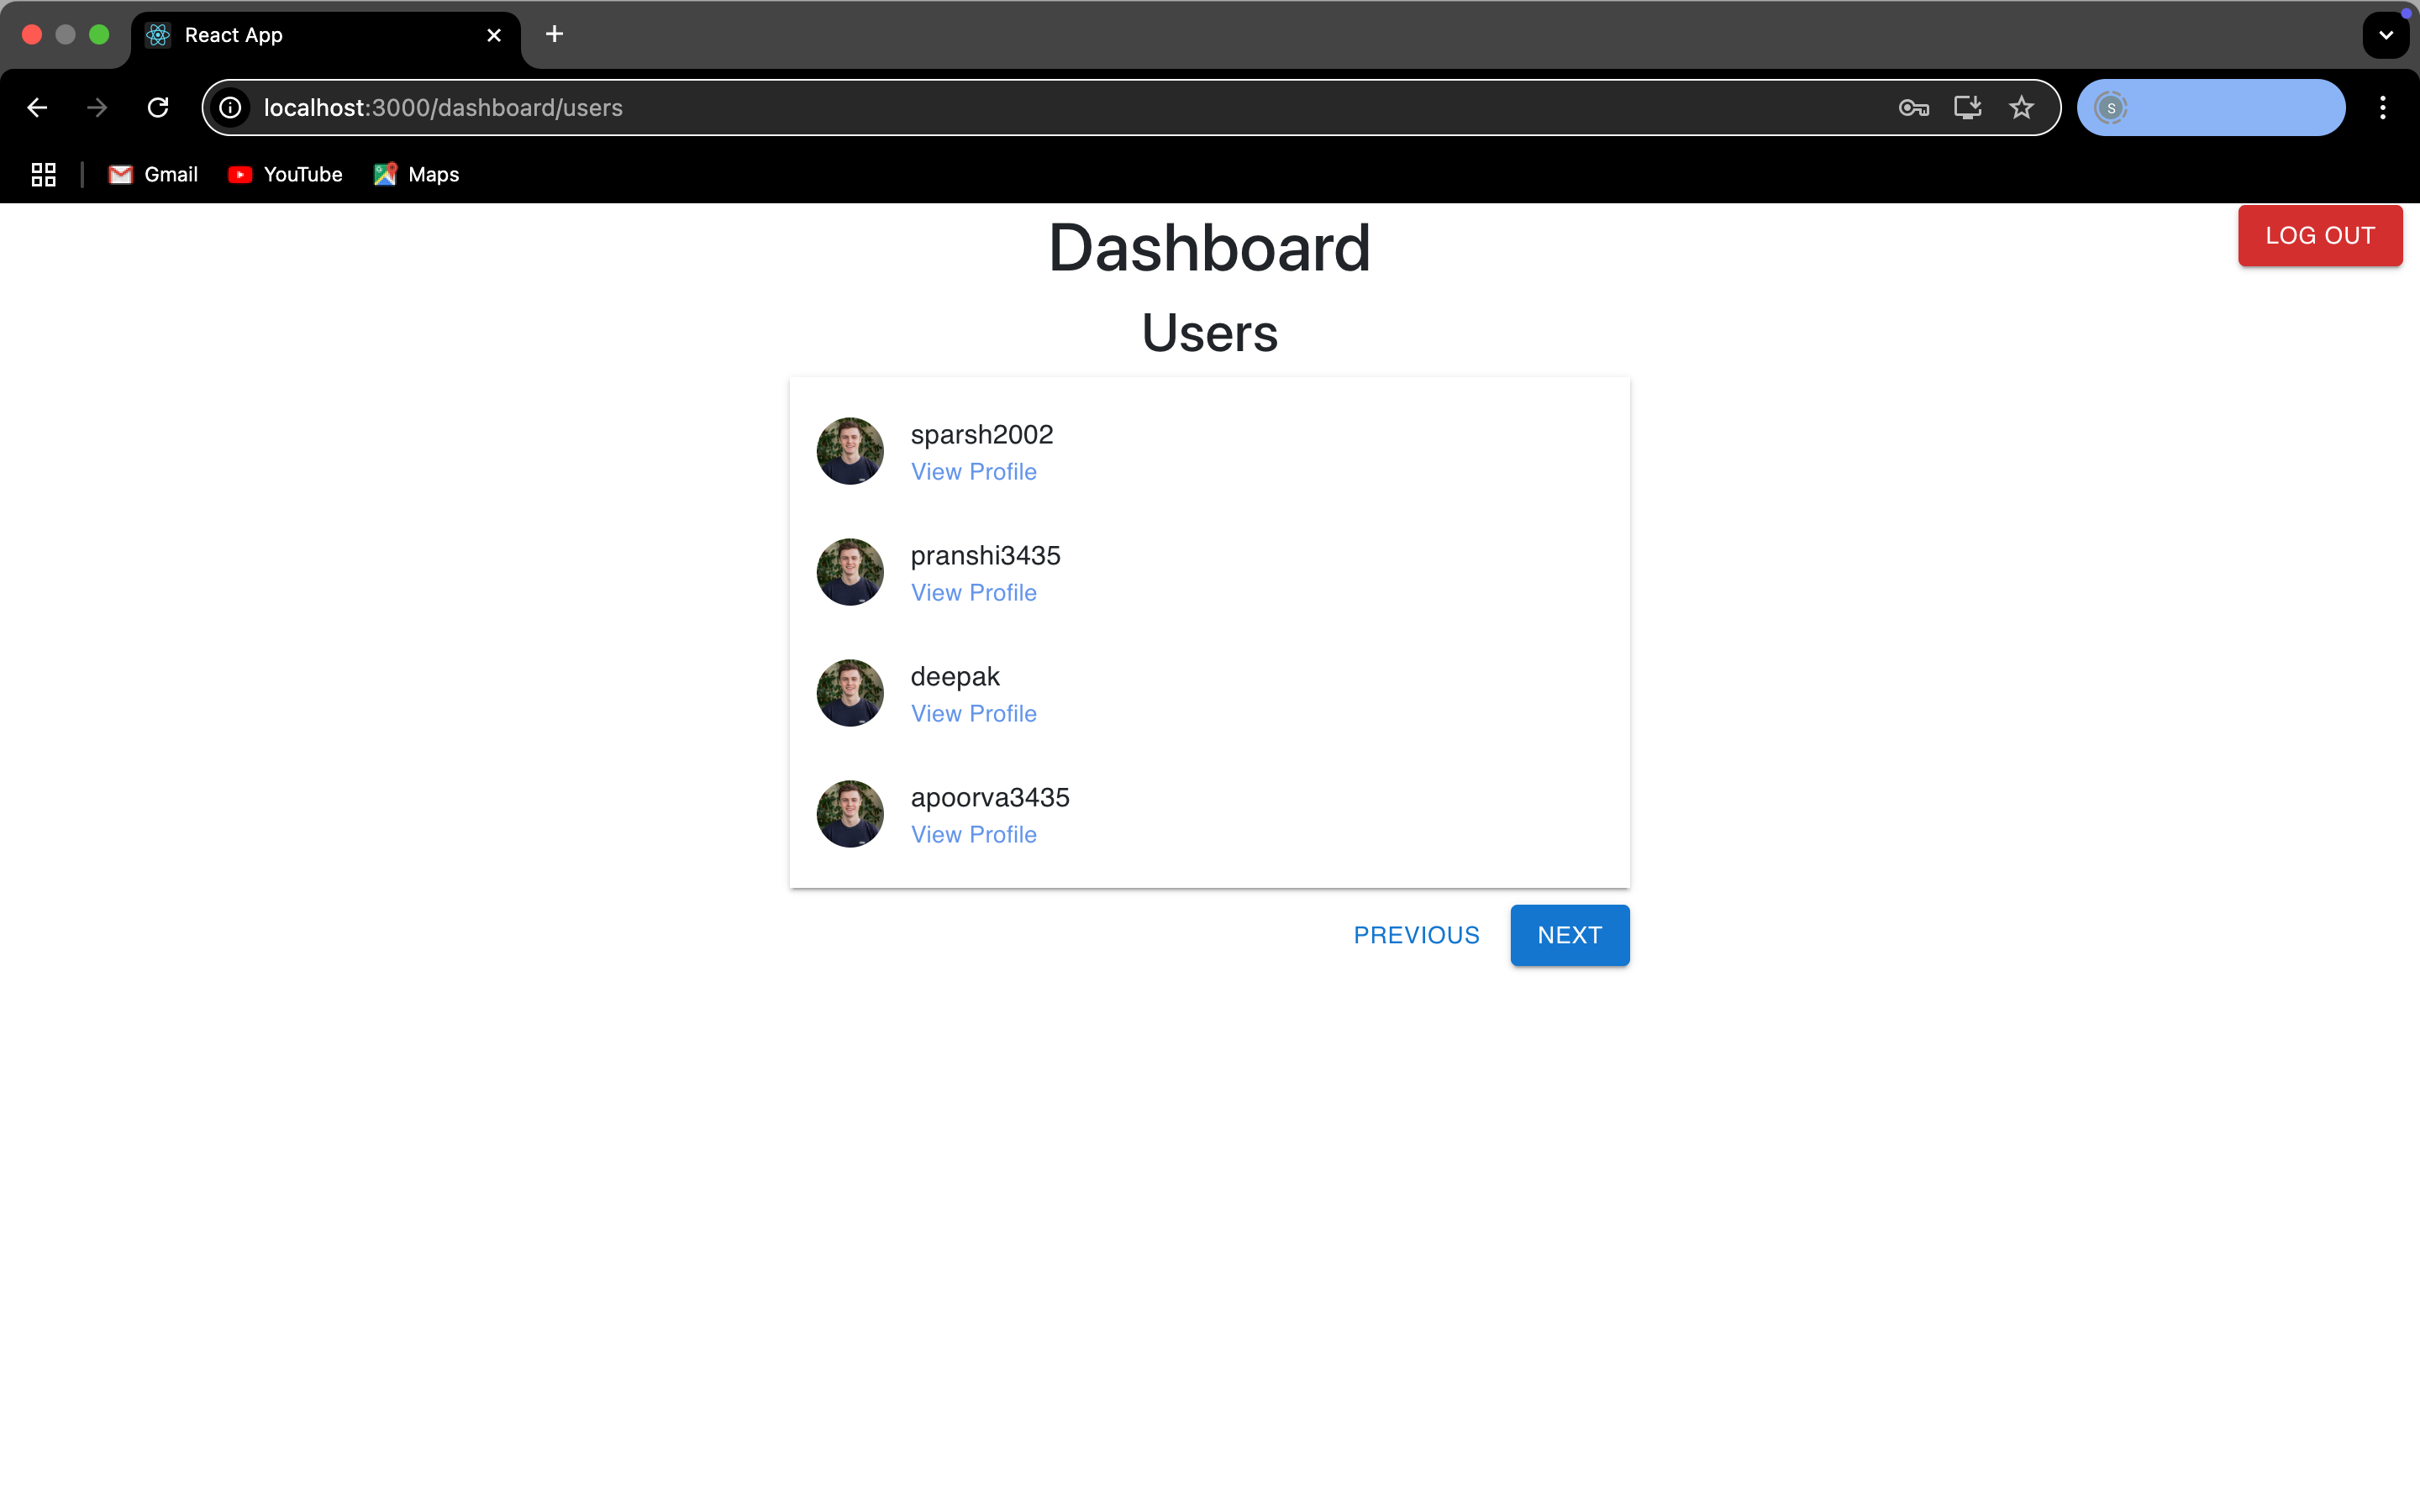 React App
localhost:3000/dashboard/users
S
Gmail
YouTube
Maps
LOG OUT
Dashboard
Users
sparsh2002
View Profile
pranshi3435
View Profile
deepak
View Profile
apoorva3435
View Profile
PREVIOUS
NEXT